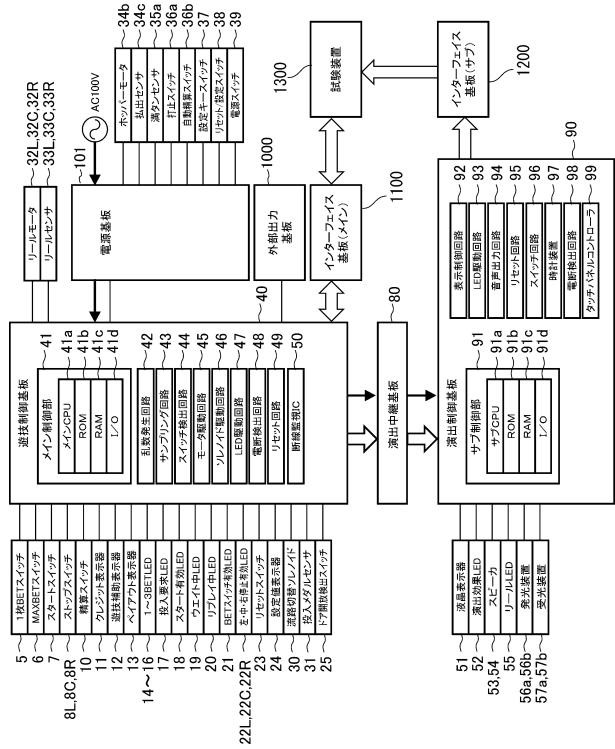 34b ホッパーモータ
34c 払出センサ
35a 満タンセンサ
36a 打止スイッチ
36b 自動精算スイッチ
37 設定キースイッチ
38 リセット/設定スイッチ
39 電源スイッチ
AC100V
101
電源基板
32L,32C,32R
33L,33C,33R
リールモータ
リールセンサ
1000
外部出力
基板
1100
インターフェイス
基板(メイン)
1300
試験装置
1200
インターフェイス
基板(サブ)
40
遊技制御基板
41
メイン制御部
メインCPU 41a
ROM 41b
RAM 41c
I/O 41d
乱数発生回路 42
サンプリング回路 43
スイッチ検出回路 44
モータ駆動回路 45
ソレノイド駆動回路 46
LED駆動回路 47
電断検出回路 48
リセット回路 49
断線監視IC 50
80
演出中継基板
90
演出制御基板
91
サブ制御部
サブCPU 91a
ROM 91b
RAM 91c
I/O 91d
表示制御回路 92
LED駆動回路 93
音声出力回路 94
リセット回路 95
スイッチ回路 96
時計装置 97
電断検出回路 98
タッチパネルコントローラ 99
5 1枚BETスイッチ
6 MAXBETスイッチ
7 スタートスイッチ
8L,8C,8R ストップスイッチ
10 精算スイッチ
11 クレジット表示器
12 遊技補助表示器
13 ペイアウト表示器
14〜16 1〜3BETLED
17 投入要求LED
18 スタート有効LED
19 ウエイト中LED
20 リプレイ中LED
21 BETスイッチ有効LED
22L,22C,22R 左・中・右停止有効LED
23 リセットスイッチ
24 設定値表示器
30 流路切替ソレノイド
31 投入メダルセンサ
25 ドア開放検出スイッチ
51 液晶表示器
52 演出効果LED
53,54 スピーカ
55 リールLED
56a,56b 発光装置
57a,57b 受光装置